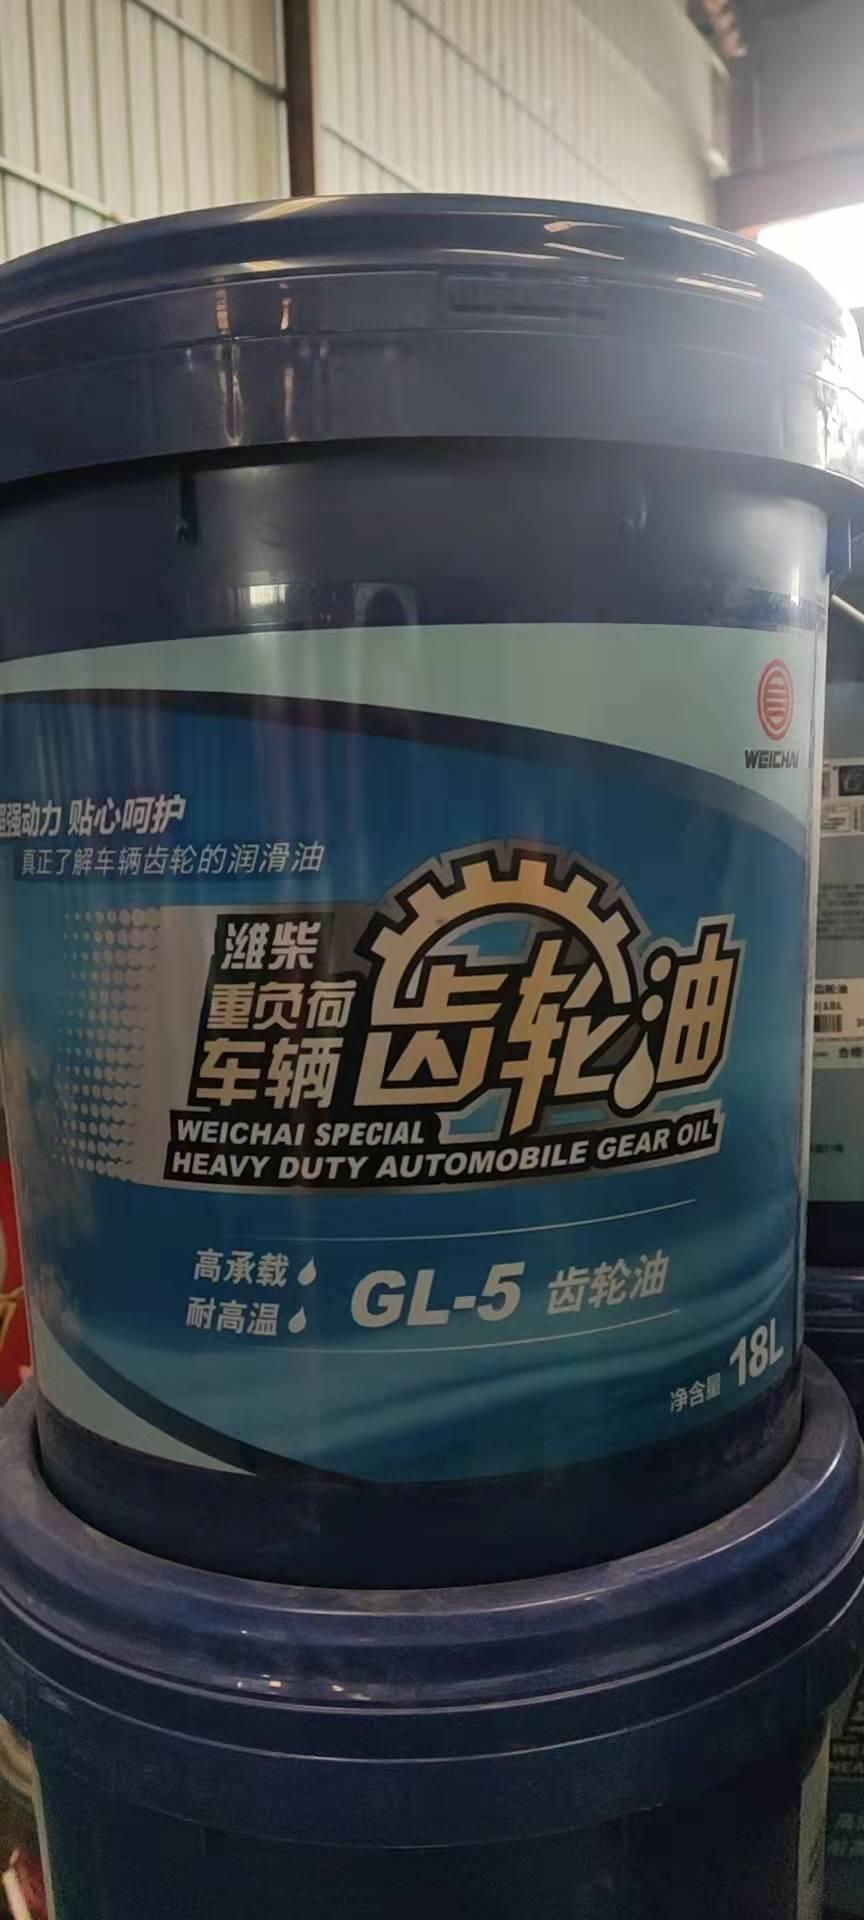 WEICHAI
超强动力 贴心呵护
真正了解车辆齿轮的润滑油
潍柴
重负荷
车辆
齿轮油
WEICHAI SPECIAL
HEAVY DUTY AUTOMOBILE GEAR OIL
高承载
耐高温
GL-5 齿轮油
净含量 18L